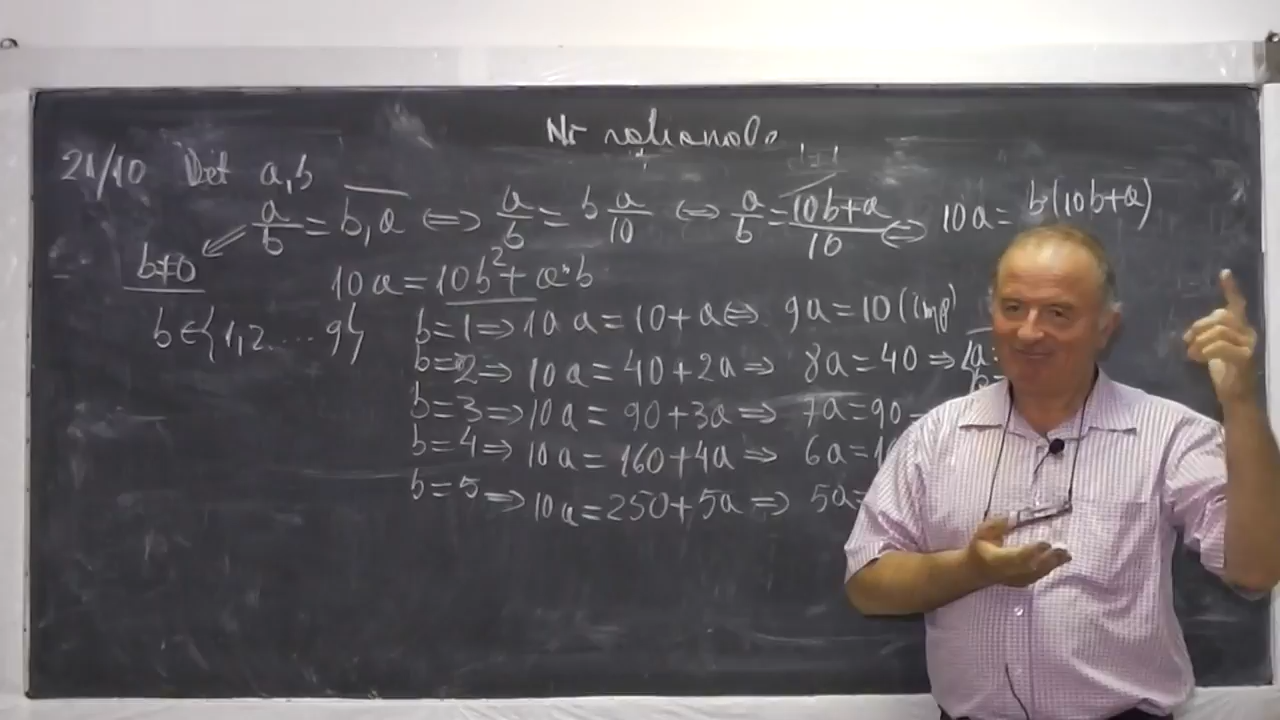 Nr rationale
21/10 Det a,b
a/b = b,a ⇔ a/b = b a/10 ⇔ a/b = 10b+a/10 ⇔ 10a = b(10b+a)
b≠0
10a = 10b² + a·b
b∈{1,2....9}
b=1 ⇒ 10a = 10+a ⇔ 9a = 10 (imp)
b=2 ⇒ 10a = 40+2a ⇒ 8a = 40 ⇒ {a=
b=
b=3 ⇒ 10a = 90+3a ⇒ 7a = 90
b=4 ⇒ 10a = 160+4a ⇒ 6a = 1
b=5 ⇒ 10a = 250+5a ⇒ 5a =